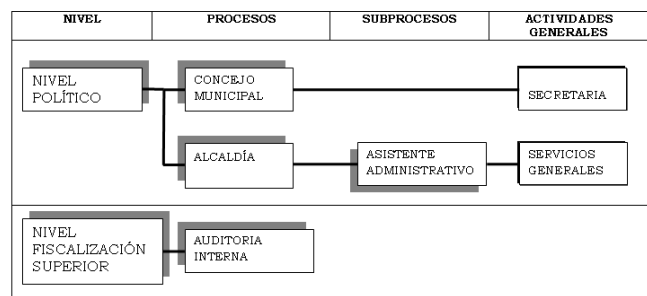 NIVEL PROCESOS SUBPROCESOS ACTIVIDADES
GENERALES
NIVEL
POLÍTICO
CONCEJO
MUNICIPAL
SECRETARIA
ALCALDÍA
ASISTENTE
ADMINISTRATIVO
SERVICIOS
GENERALES
NIVEL
FISCALIZACIÓN
SUPERIOR
AUDITORIA
INTERNA